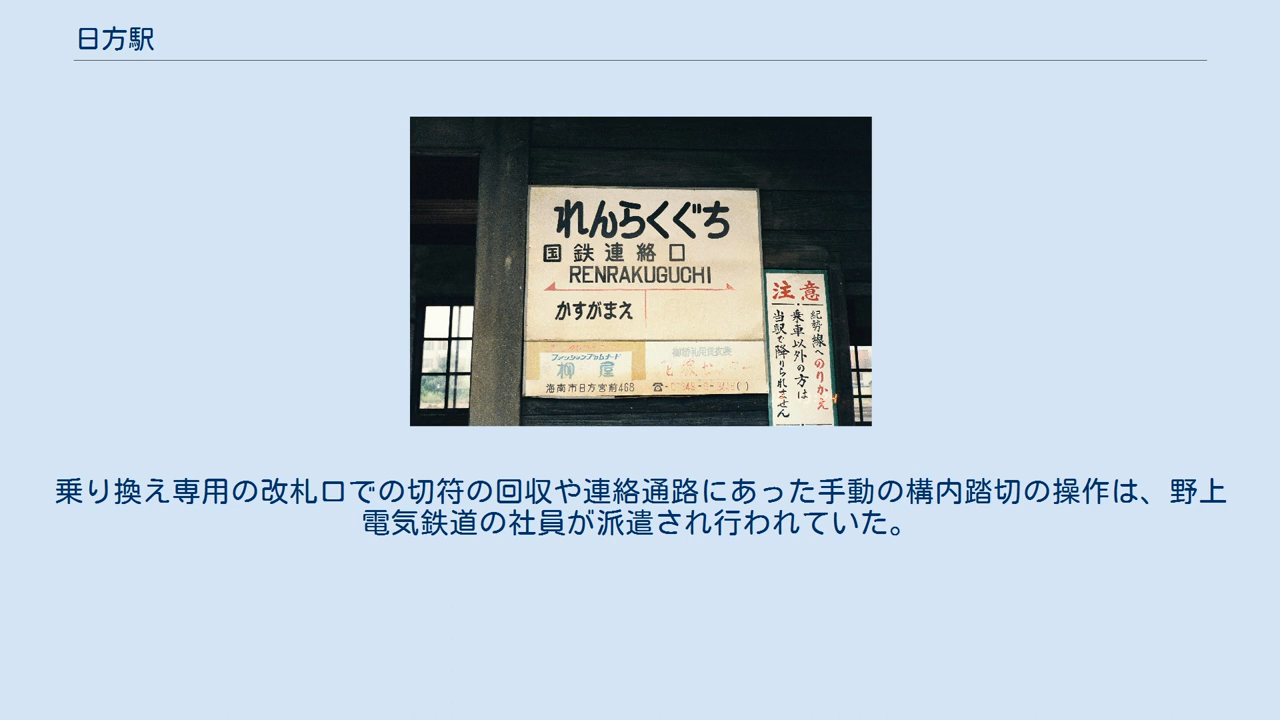 日方駅
れんらくぐち
国鉄連絡口
RENRAKUGUCHI
かすがまえ
ファッションプロムナード
柳屋
海南市日方宮前468
注意
紀勢線へのりかえ
乗車以外の方は
当駅で降りられません
乗り換え専用の改札口での切符の回収や連絡通路にあった手動の構内踏切の操作は、野上
電気鉄道の社員が派遣され行われていた。